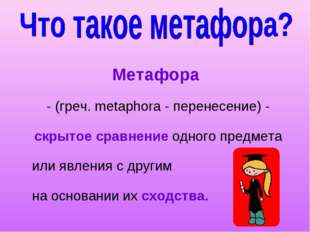 Что такое метафора?
Метафора
- (греч. metaphora - перенесение) -
скрытое сравнение одного предмета
или явления с другим
на основании их сходства.